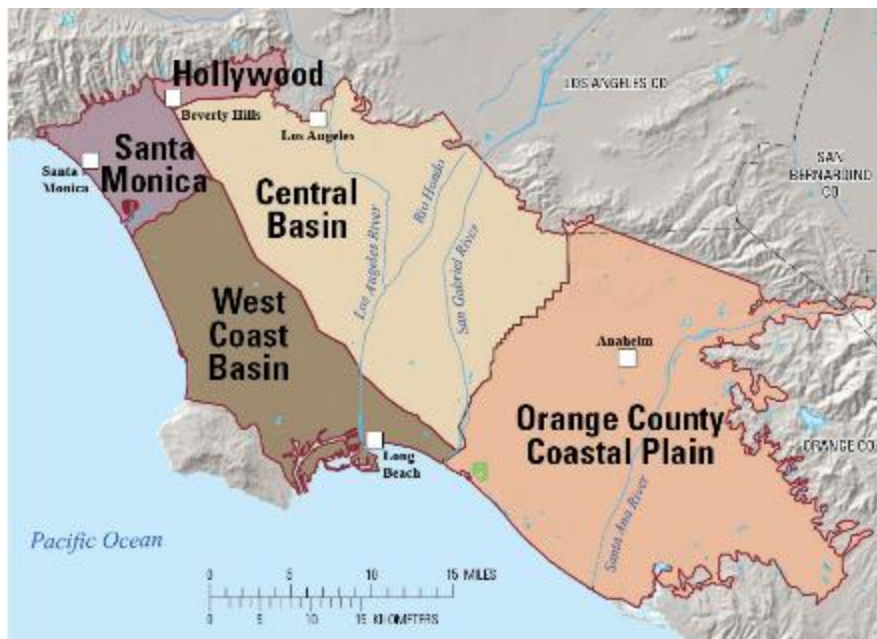 Hollywood
Beverly Hills
LOS ANGELES CO
Los Angeles
Santa
Monica
Santa
Monica
SAN
BERNARDINO
CO
Central
Basin
Rio Hondo
Los Angeles River
San Gabriel River
West
Coast
Basin
Anaheim
Orange County
Coastal Plain
ORANGE CO
Long
Beach
Santa Ana River
Pacific Ocean
0 5 10 15 MILES
0 5 10 15 KILOMETERS